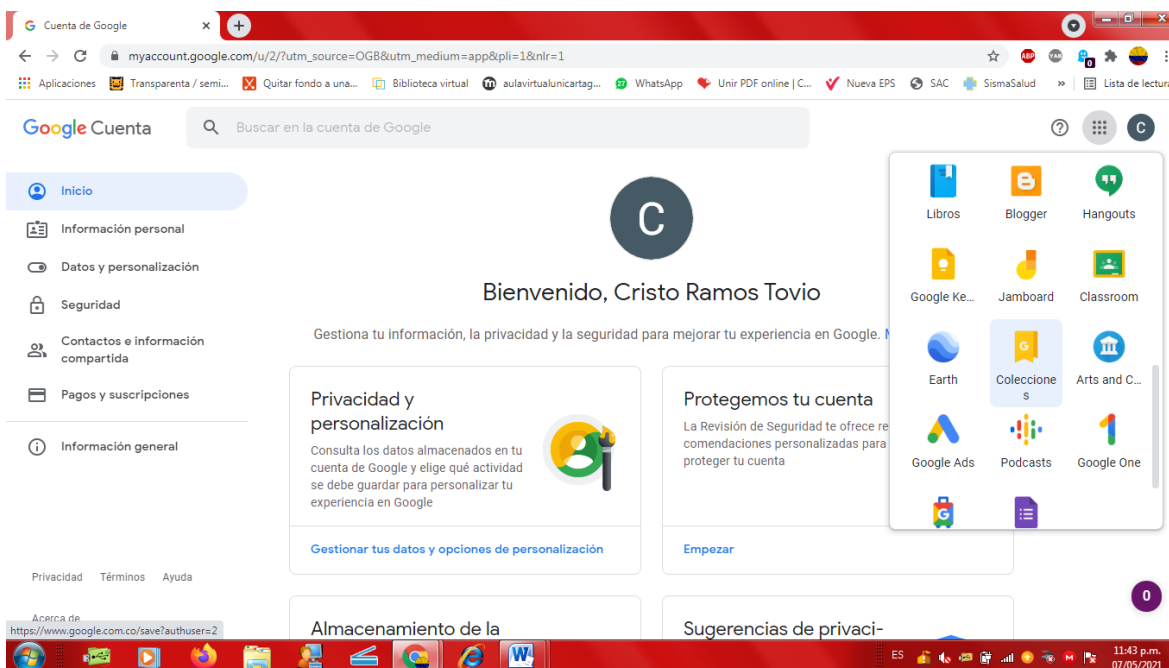 Cuenta de Google
myaccount.google.com/u/2/?utm_source=OGB&utm_medium=app&pli=1&nlr=1
ABP
0
Aplicaciones
Transparenta / semi...
Quitar fondo a una...
Biblioteca virtual
aulavirtualunicartag...
WhatsApp
Unir PDF online | C...
Nueva EPS
SAC
SismaSalud
»
Lista de lectura
Google Cuenta
Buscar en la cuenta de Google
C
Inicio
Información personal
Datos y personalización
Seguridad
Contactos e información
compartida
Pagos y suscripciones
Información general
Privacidad Términos Ayuda
Acerca de
https://www.google.com.co/save?authuser=2
C
Bienvenido, Cristo Ramos Tovio
Gestiona tu información, la privacidad y la seguridad para mejorar tu experiencia en Google.
Privacidad y
personalización
Consulta los datos almacenados en tu
cuenta de Google y elige qué actividad
se debe guardar para personalizar tu
experiencia en Google
Gestionar tus datos y opciones de personalización
Protegemos tu cuenta
La Revisión de Seguridad te ofrece re
comendaciones personalizadas para
proteger tu cuenta
Empezar
Almacenamiento de la
Sugerencias de privaci-
Libros
Blogger
Hangouts
Google Ke...
Jamboard
Classroom
Earth
Coleccione
s
Arts and C...
Google Ads
Podcasts
Google One
0
ES
11:43 p.m.
07/05/2021